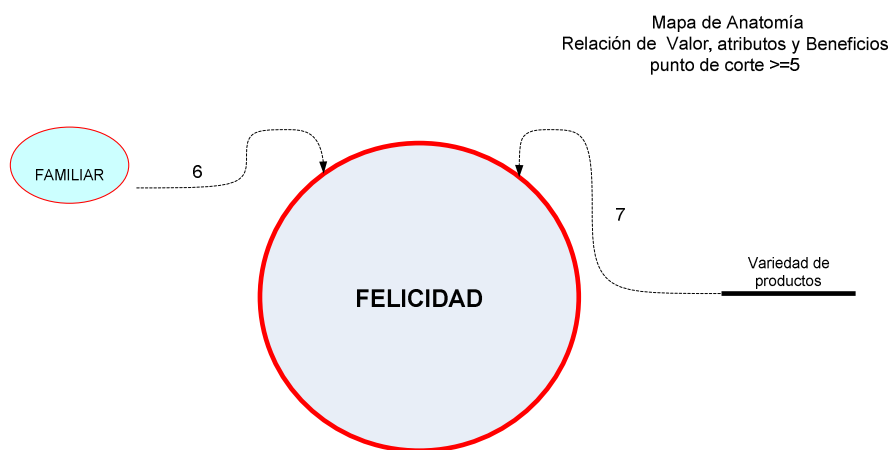 Mapa de Anatomía
Relación de Valor, atributos y Beneficios
punto de corte >=5
FAMILIAR
6
7
Variedad de
productos
FELICIDAD